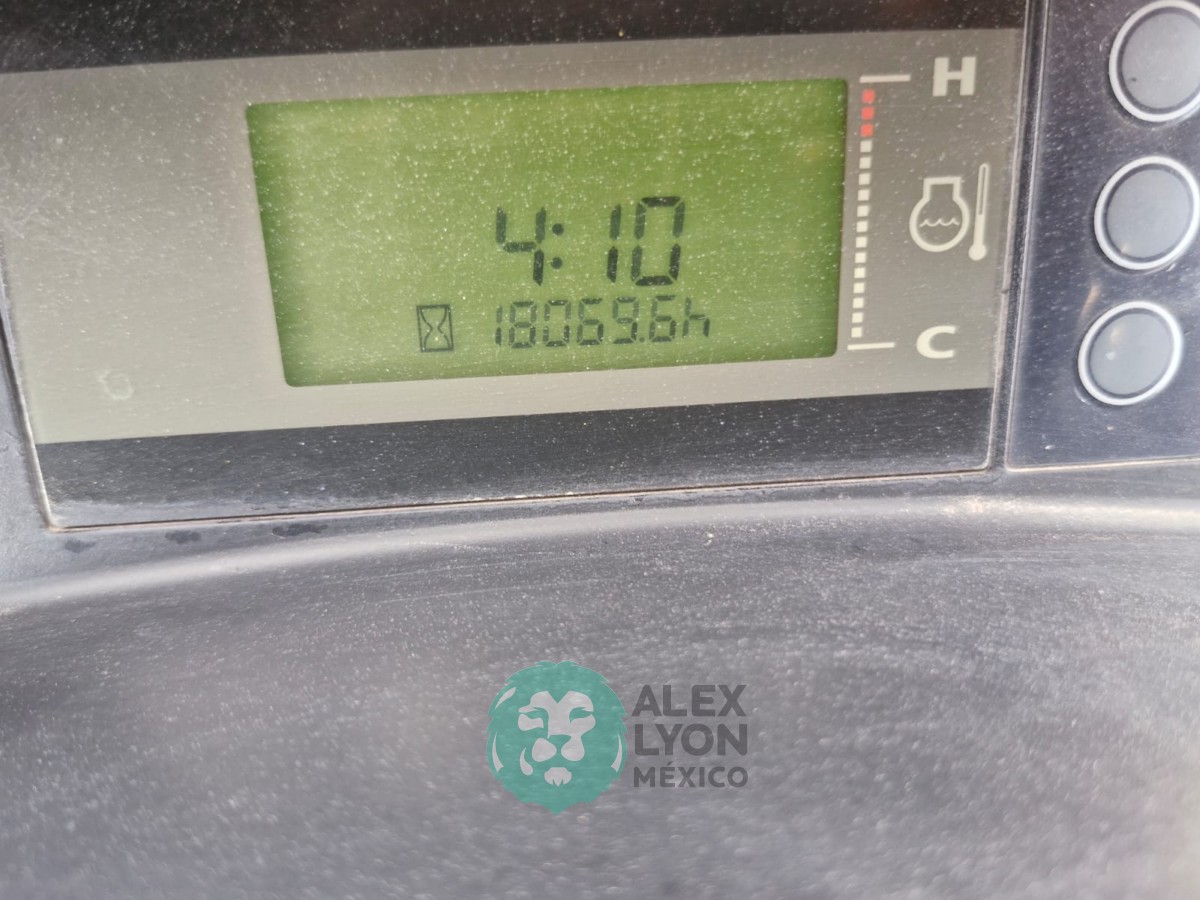 H
4:10
18069.6h
C
ALEX
LYON
MÉXICO